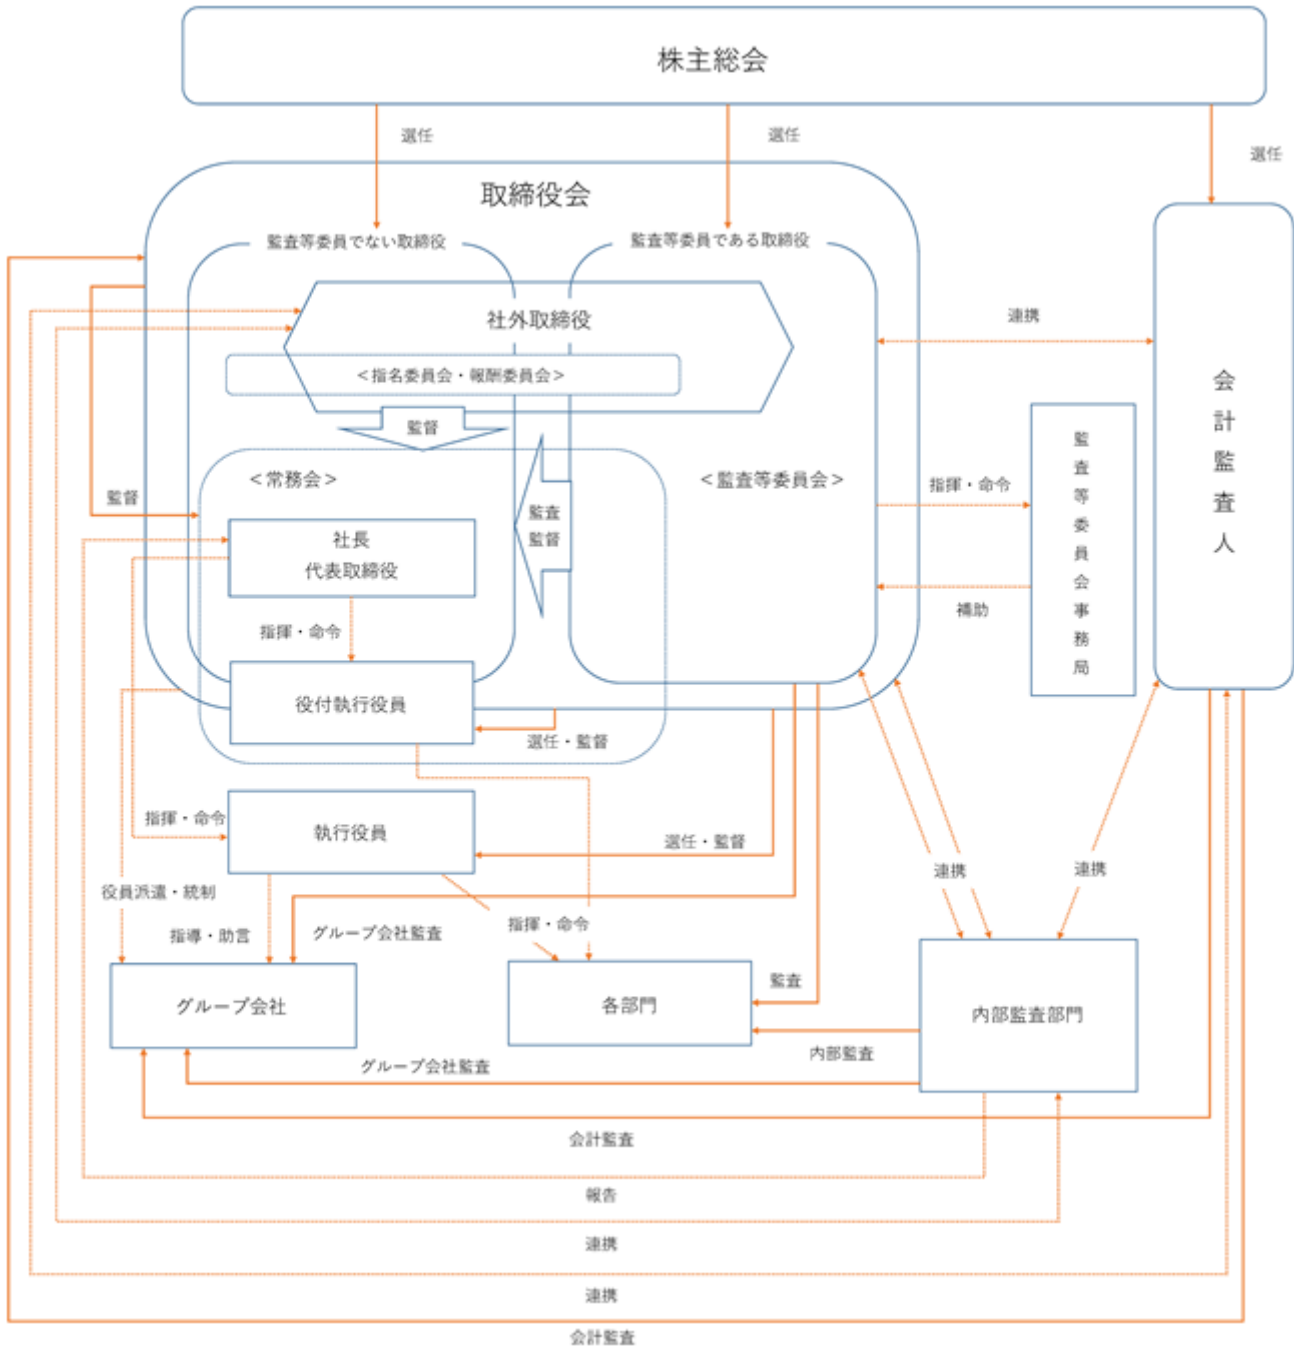 株主総会
選任
選任
選任
取締役会
監査等委員でない取締役
監査等委員である取締役
社外取締役
＜指名委員会・報酬委員会＞
連携
会計監査人
監査等委員会事務局
監督
＜常務会＞
＜監査等委員会＞
指揮・命令
監督
監査
監督
社長
代表取締役
補助
指揮・命令
役付執行役員
選任・監督
指揮・命令
執行役員
選任・監督
連携
連携
役員派遣・統制
指導・助言
グループ会社監査
指揮・命令
監査
グループ会社
各部門
内部監査部門
内部監査
グループ会社監査
会計監査
報告
連携
連携
会計監査